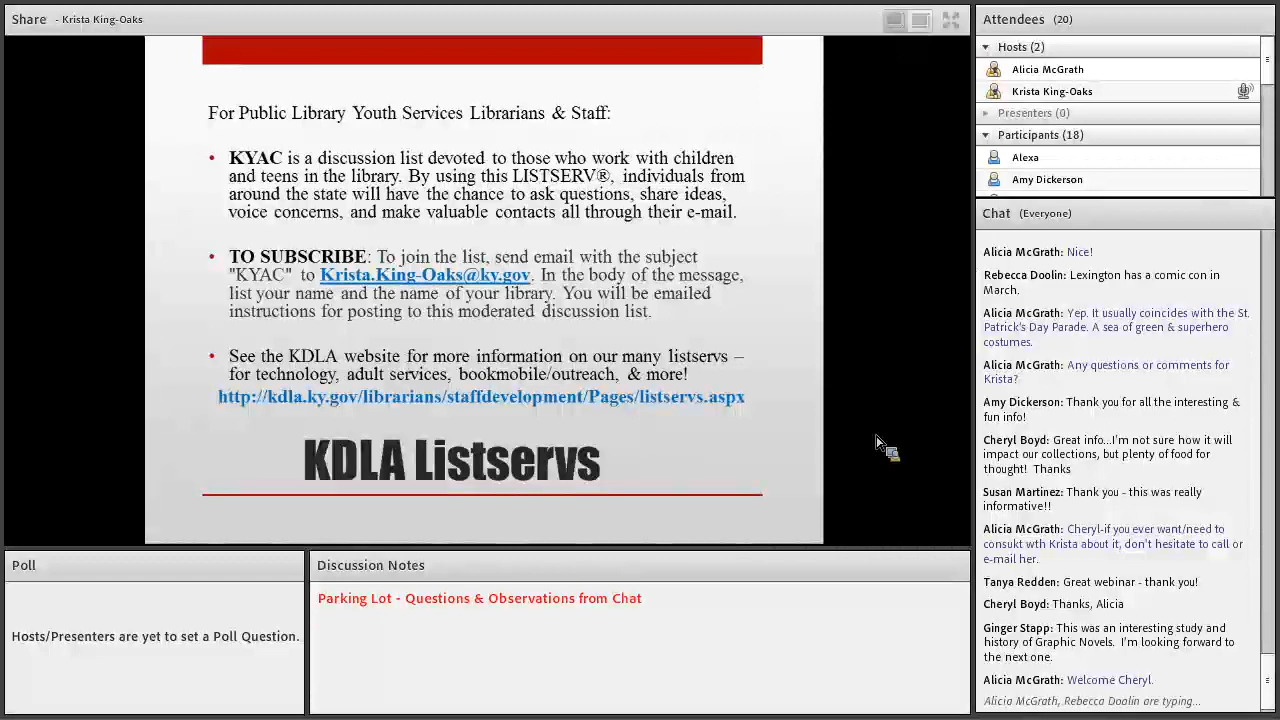 Share - Krista King-Oaks
For Public Library Youth Services Librarians & Staff:
• KYAC is a discussion list devoted to those who work with children
and teens in the library. By using this LISTSERV®, individuals from
around the state will have the chance to ask questions, share ideas,
voice concerns, and make valuable contacts all through their e-mail.
• TO SUBSCRIBE: To join the list, send email with the subject
"KYAC" to Krista.King-Oaks@ky.gov. In the body of the message,
list your name and the name of your library. You will be emailed
instructions for posting to this moderated discussion list.
• See the KDLA website for more information on our many listservs –
for technology, adult services, bookmobile/outreach, & more!
http://kdla.ky.gov/librarians/staffdevelopment/Pages/listservs.aspx
KDLA Listservs
Poll
Hosts/Presenters are yet to set a Poll Question.
Discussion Notes
Parking Lot - Questions & Observations from Chat
Attendees (20)
Hosts (2)
Alicia McGrath
Krista King-Oaks
Presenters (0)
Participants (18)
Alexa
Amy Dickerson
Chat (Everyone)
Alicia McGrath: Nice!
Rebecca Doolin: Lexington has a comic con in
March.
Alicia McGrath: Yep. It usually coincides with the St.
Patrick's Day Parade. A sea of green & superhero
costumes.
Alicia McGrath: Any questions or comments for
Krista?
Amy Dickerson: Thank you for all the interesting &
fun info!
Cheryl Boyd: Great info...I'm not sure how it will
impact our collections, but plenty of food for
thought! Thanks
Susan Martinez: Thank you - this was really
informative!!
Alicia McGrath: Cheryl-if you ever want/need to
consukt wth Krista about it, don't hesitate to call or
e-mail her.
Tanya Redden: Great webinar - thank you!
Cheryl Boyd: Thanks, Alicia
Ginger Stapp: This was an interesting study and
history of Graphic Novels. I'm looking forward to
the next one.
Alicia McGrath: Welcome Cheryl.
Alicia McGrath, Rebecca Doolin are typing...